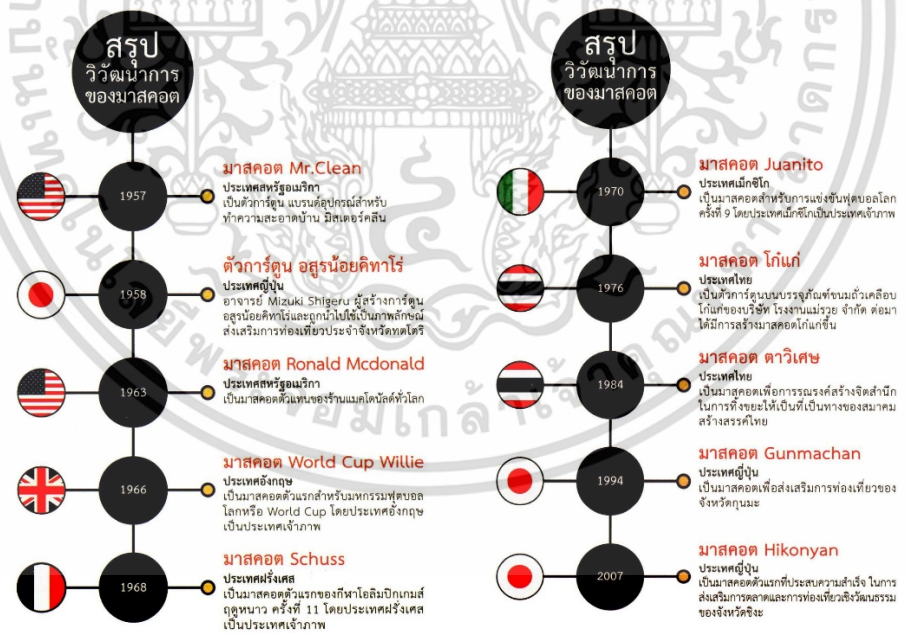 สรุป
วิวัฒนาการ
ของมาสคอต
1957
มาสคอต Mr.Clean
ประเทศสหรัฐอเมริกา
เป็นตัวการ์ตูน แบรนด์อุปกรณ์สำหรับ
ทำความสะอาดบ้าน มิสเตอร์คลีน
1958
ตัวการ์ตูน อสูรน้อยคิทาโร่
ประเทศญี่ปุ่น
อาจารย์ Mizuki Shigeru ผู้สร้างการ์ตูน
อสูรน้อยคิทาโร่และถูกนำไปใช้เป็นภาพลักษณ์
ส่งเสริมการท่องเที่ยวประจำจังหวัดทตโตริ
1963
มาสคอต Ronald Mcdonald
ประเทศสหรัฐอเมริกา
เป็นมาสคอตตัวแทนของร้านแมคโดนัลด์ทั่วโลก
1966
มาสคอต World Cup Willie
ประเทศอังกฤษ
เป็นมาสคอตตัวแรกสำหรับมหกรรมฟุตบอล
โลกหรือ World Cup โดยประเทศอังกฤษ
เป็นประเทศเจ้าภาพ
1968
มาสคอต Schuss
ประเทศฝรั่งเศส
เป็นมาสคอตตัวแรกของกีฬาโอลิมปิกเกมส์
ฤดูหนาว ครั้งที่ 11 โดยประเทศฝรั่งเศส
เป็นประเทศเจ้าภาพ
สรุป
วิวัฒนาการ
ของมาสคอต
1970
มาสคอต Juanito
ประเทศเม็กซิโก
เป็นมาสคอตสำหรับการแข่งขันฟุตบอลโลก
ครั้งที่ 9 โดยประเทศเม็กซิโกเป็นประเทศเจ้าภาพ
1976
มาสคอต โก๋แก่
ประเทศไทย
เป็นตัวการ์ตูนบนบรรจุภัณฑ์ขนมถั่วเคลือบ
โก๋แก่ของบริษัท โรงงานแม่รวย จำกัด ต่อมา
ได้มีการสร้างมาสคอตโก๋แก่ขึ้น
1984
มาสคอต ตาวิเศษ
ประเทศไทย
เป็นมาสคอตเพื่อการรณรงค์สร้างจิตสำนึก
ในการทิ้งขยะให้เป็นที่เป็นทางของสมาคม
สร้างสรรค์ไทย
1994
มาสคอต Gunmachan
ประเทศญี่ปุ่น
เป็นมาสคอตเพื่อส่งเสริมการท่องเที่ยวของ
จังหวัดกุนมะ
2007
มาสคอต Hikonyan
ประเทศญี่ปุ่น
เป็นมาสคอตตัวแรกที่ประสบความสำเร็จ ในการ
ส่งเสริมการตลาดและการท่องเที่ยวเชิงวัฒนธรรม
ของจังหวัดชิงะ